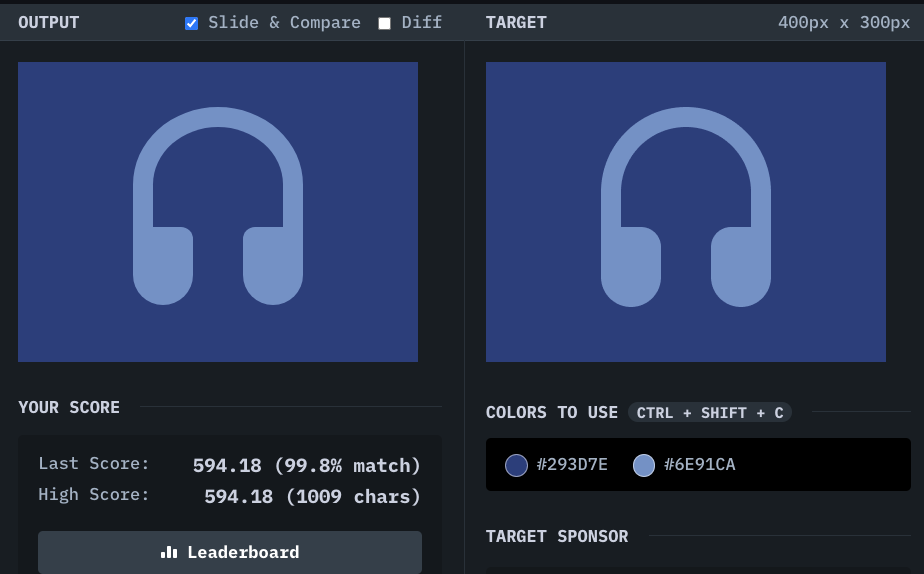 OUTPUT
Slide & Compare
Diff
TARGET
400px x 300px
YOUR SCORE
Last Score: 594.18 (99.8% match)
High Score: 594.18 (1009 chars)
Leaderboard
COLORS TO USE CTRL + SHIFT + C
#293D7E #6E91CA
TARGET SPONSOR